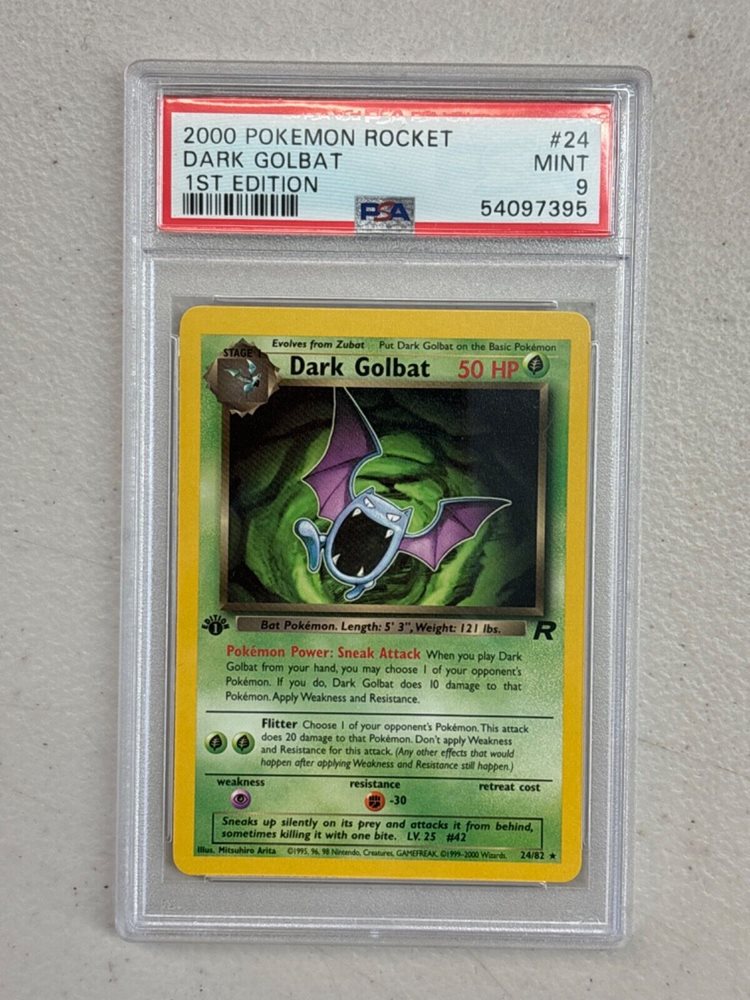 2000 POKEMON ROCKET #24
DARK GOLBAT MINT
1ST EDITION 9
PSA 54097395
Evolves from Zubat Put Dark Golbat on the Basic Pokémon
STAGE 1
Dark Golbat 50 HP
EDITION 1
Bat Pokémon. Length: 5' 3", Weight: 121 lbs.
R
Pokémon Power: Sneak Attack When you play Dark
Golbat from your hand, you may choose 1 of your opponent's
Pokémon. If you do, Dark Golbat does 10 damage to that
Pokémon. Apply Weakness and Resistance.
Flitter Choose 1 of your opponent's Pokémon. This attack
does 20 damage to that Pokémon. Don't apply Weakness
and Resistance for this attack. (Any other effects that would
happen after applying Weakness and Resistance still happen.)
weakness resistance retreat cost
-30
Sneaks up silently on its prey and attacks it from behind,
sometimes killing it with one bite. LV. 25 #42
Illus. Mitsuhiro Arita ©1995, 96, 98 Nintendo, Creatures, GAMEFREAK. ©1999-2000 Wizards. 24/82 ★